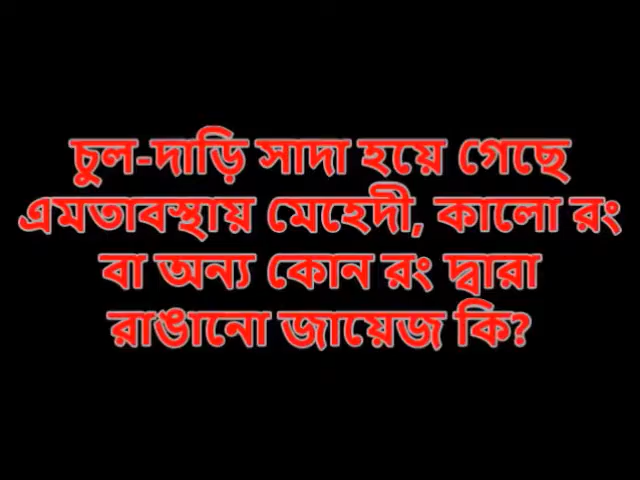 চুল-দাড়ি সাদা হয়ে গেছে
এমতাবস্থায় মেহেদী, কালো রং
বা অন্য কোন রং দ্বারা
রাঙানো জায়েজ কি?